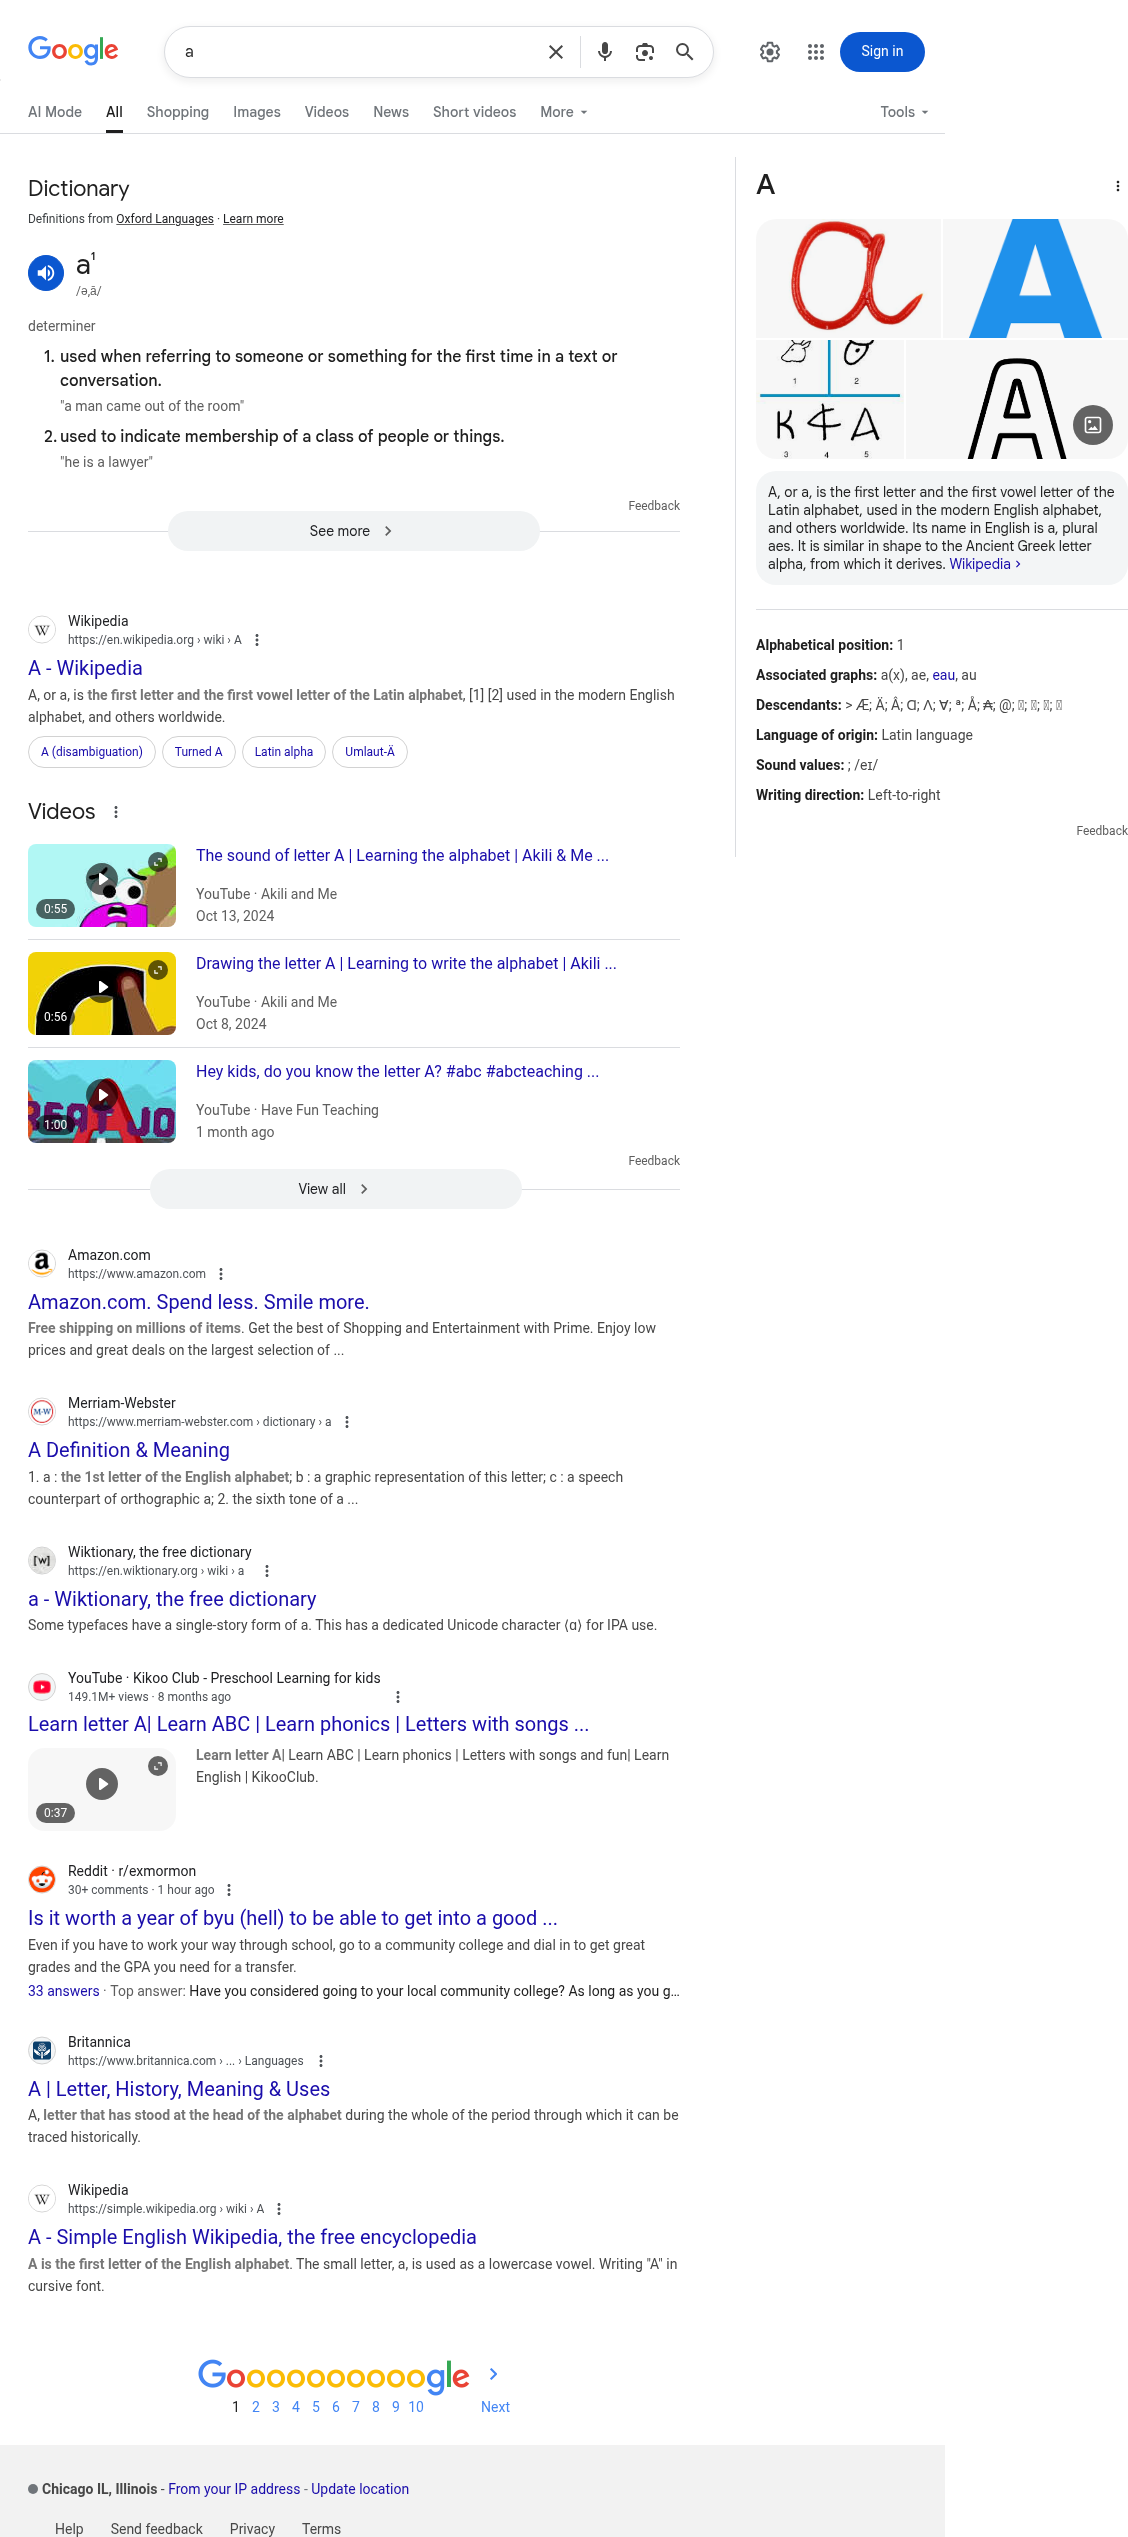 Google
a
Sign in
AI Mode All Shopping Images Videos News Short videos More Tools
Dictionary
Definitions from Oxford Languages · Learn more
a¹
/ə,ā/
determiner
1. used when referring to someone or something for the first time in a text or
conversation.
"a man came out of the room"
2. used to indicate membership of a class of people or things.
"he is a lawyer"
Feedback
See more
Wikipedia
https://en.wikipedia.org › wiki › A
A - Wikipedia
A, or a, is the first letter and the first vowel letter of the Latin alphabet, [1] [2] used in the modern English
alphabet, and others worldwide.
A (disambiguation) Turned A Latin alpha Umlaut-Ä
Videos
The sound of letter A | Learning the alphabet | Akili & Me ...
0:55
YouTube · Akili and Me
Oct 13, 2024
Drawing the letter A | Learning to write the alphabet | Akili ...
0:56
YouTube · Akili and Me
Oct 8, 2024
Hey kids, do you know the letter A? #abc #abcteaching ...
REAT JO
1:00
YouTube · Have Fun Teaching
1 month ago
Feedback
View all
Amazon.com
https://www.amazon.com
Amazon.com. Spend less. Smile more.
Free shipping on millions of items. Get the best of Shopping and Entertainment with Prime. Enjoy low
prices and great deals on the largest selection of ...
M-W
Merriam-Webster
https://www.merriam-webster.com › dictionary › a
A Definition & Meaning
1. a : the 1st letter of the English alphabet; b : a graphic representation of this letter; c : a speech
counterpart of orthographic a; 2. the sixth tone of a ...
[w]
Wiktionary, the free dictionary
https://en.wiktionary.org › wiki › a
a - Wiktionary, the free dictionary
Some typefaces have a single-story form of a. This has a dedicated Unicode character ⟨ɑ⟩ for IPA use.
YouTube · Kikoo Club - Preschool Learning for kids
149.1M+ views · 8 months ago
Learn letter A| Learn ABC | Learn phonics | Letters with songs ...
0:37
Learn letter A| Learn ABC | Learn phonics | Letters with songs and fun| Learn
English | KikooClub.
Reddit · r/exmormon
30+ comments · 1 hour ago
Is it worth a year of byu (hell) to be able to get into a good ...
Even if you have to work your way through school, go to a community college and dial in to get great
grades and the GPA you need for a transfer.
33 answers · Top answer: Have you considered going to your local community college? As long as you g...
Britannica
https://www.britannica.com › ... › Languages
A | Letter, History, Meaning & Uses
A, letter that has stood at the head of the alphabet during the whole of the period through which it can be
traced historically.
Wikipedia
https://simple.wikipedia.org › wiki › A
A - Simple English Wikipedia, the free encyclopedia
A is the first letter of the English alphabet. The small letter, a, is used as a lowercase vowel. Writing "A" in
cursive font.
Goooooooooogle
1 2 3 4 5 6 7 8 9 10 Next
Chicago IL, Illinois - From your IP address - Update location
Help Send feedback Privacy Terms
A
a
A
1 2
K A
3 4 5
A
A, or a, is the first letter and the first vowel letter of the
Latin alphabet, used in the modern English alphabet,
and others worldwide. Its name in English is a, plural
aes. It is similar in shape to the Ancient Greek letter
alpha, from which it derives. Wikipedia ›
Alphabetical position: 1
Associated graphs: a(x), ae, eau, au
Descendants: > Æ; Ä; Â; Ɑ; Λ; Ɐ; ª; Å; ₳; @;
Language of origin: Latin language
Sound values: ; /eɪ/
Writing direction: Left-to-right
Feedback